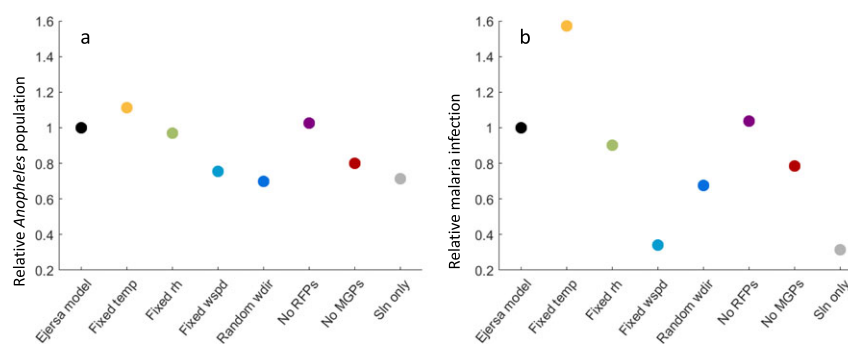 a
Relative Anopheles population
1.6
1.4
1.2
1
0.8
0.6
0.4
0.2
Ejersa model
Fixed temp
Fixed rh
Fixed wspd
Random wdir
No RFPs
No MGPs
Sln only
b
Relative malaria infection
1.6
1.4
1.2
1
0.8
0.6
0.4
0.2
Ejersa model
Fixed temp
Fixed rh
Fixed wspd
Random wdir
No RFPs
No MGPs
Sln only